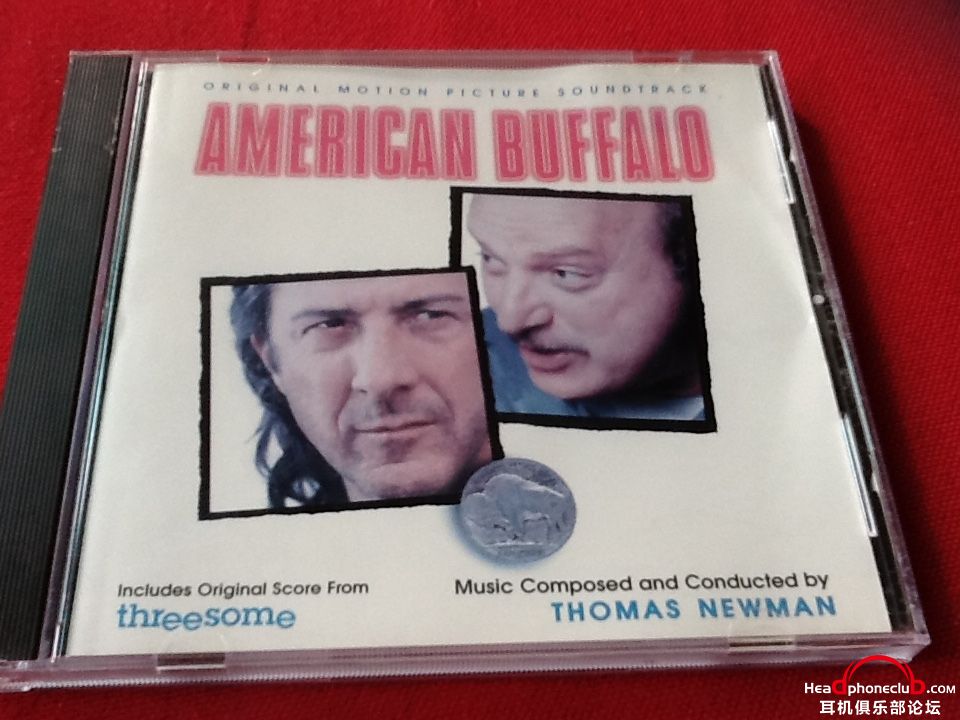 ORIGINAL MOTION PICTURE SOUNDTRACK
AMERICAN BUFFALO
Includes Original Score From
threesome
Music Composed and Conducted by
THOMAS NEWMAN
Headphoneclub.com
耳机俱乐部论坛